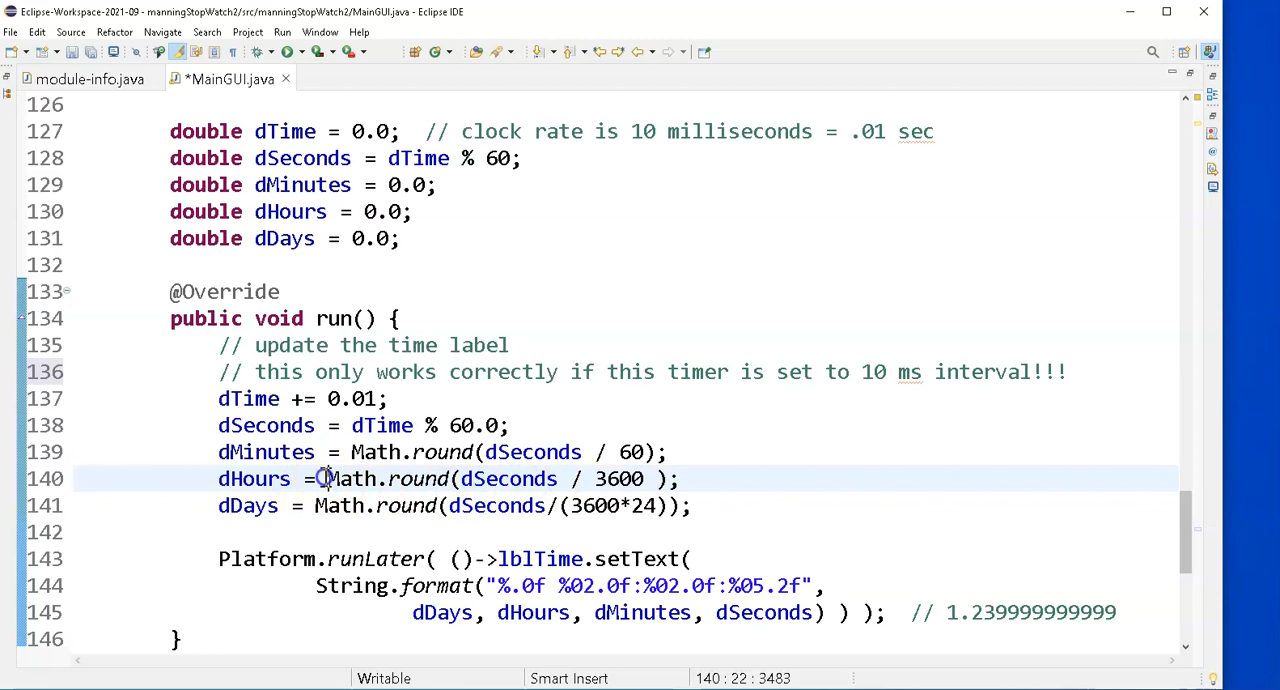 Eclipse-Workspace-2021-09 - manningStopWatch2/src/manningStopWatch2/MainGUI.java - Eclipse IDE
File Edit Source Refactor Navigate Search Project Run Window Help
module-info.java *MainGUI.java
126
127 double dTime = 0.0; // clock rate is 10 milliseconds = .01 sec
128 double dSeconds = dTime % 60;
129 double dMinutes = 0.0;
130 double dHours = 0.0;
131 double dDays = 0.0;
132
133 @Override
134 public void run() {
135 // update the time label
136 // this only works correctly if this timer is set to 10 ms interval!!!
137 dTime += 0.01;
138 dSeconds = dTime % 60.0;
139 dMinutes = Math.round(dSeconds / 60);
140 dHours = Math.round(dSeconds / 3600 );
141 dDays = Math.round(dSeconds/(3600*24));
142
143 Platform.runLater( ()->lblTime.setText(
144 String.format("%.0f %02.0f:%02.0f:%05.2f",
145 dDays, dHours, dMinutes, dSeconds) ) ); // 1.239999999999
146 }
Writable Smart Insert 140 : 22 : 3483